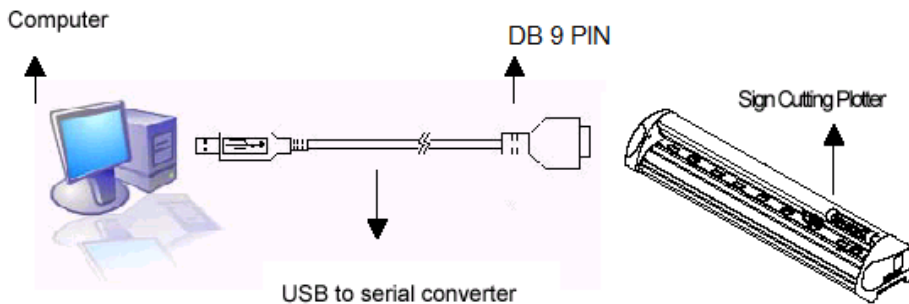 Computer
DB 9 PIN
Sign Cutting Plotter
USB to serial converter